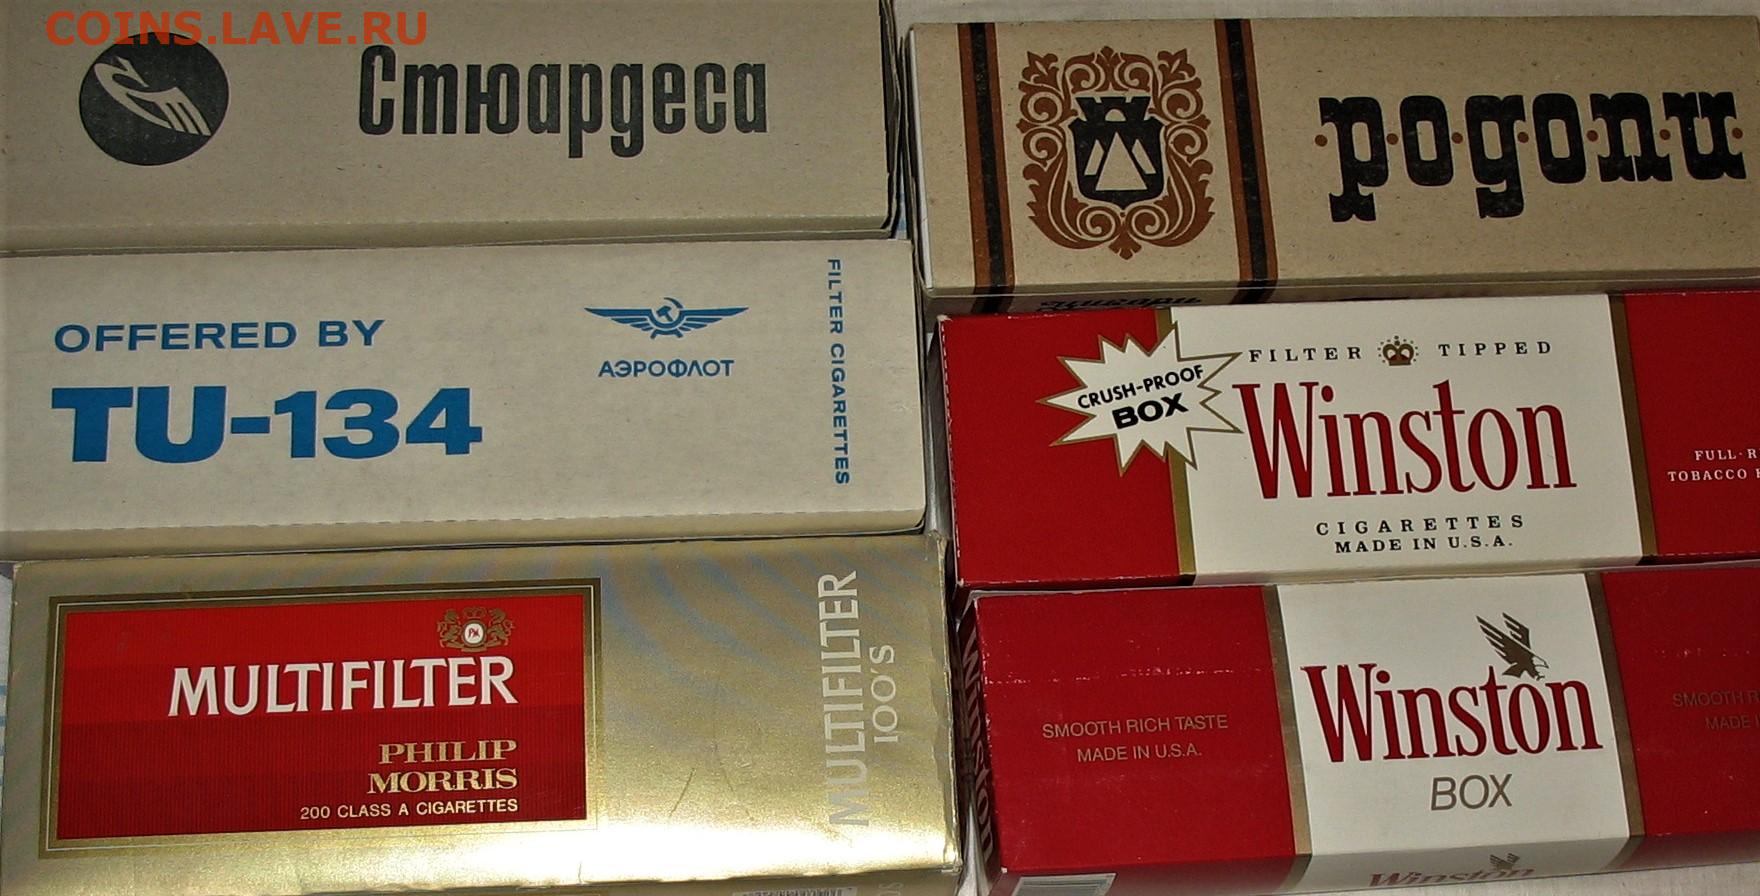 COINS.LAVE.RU
Стюардеса
OFFERED BY
TU-134
АЭРОФЛОТ
FILTER CIGARETTES
MULTIFILTER
PHILIP
MORRIS
200 CLASS A CIGARETTES
MULTIFILTER
100'S
·родопи·
CRUSH-PROOF
BOX
FILTER TIPPED
Winston
CIGARETTES
MADE IN U.S.A.
FULL·R
TOBACCO
SMOOTH RICH TASTE
MADE IN U.S.A.
Winston
BOX
SMOOTH R
MADE
Winston
Winston